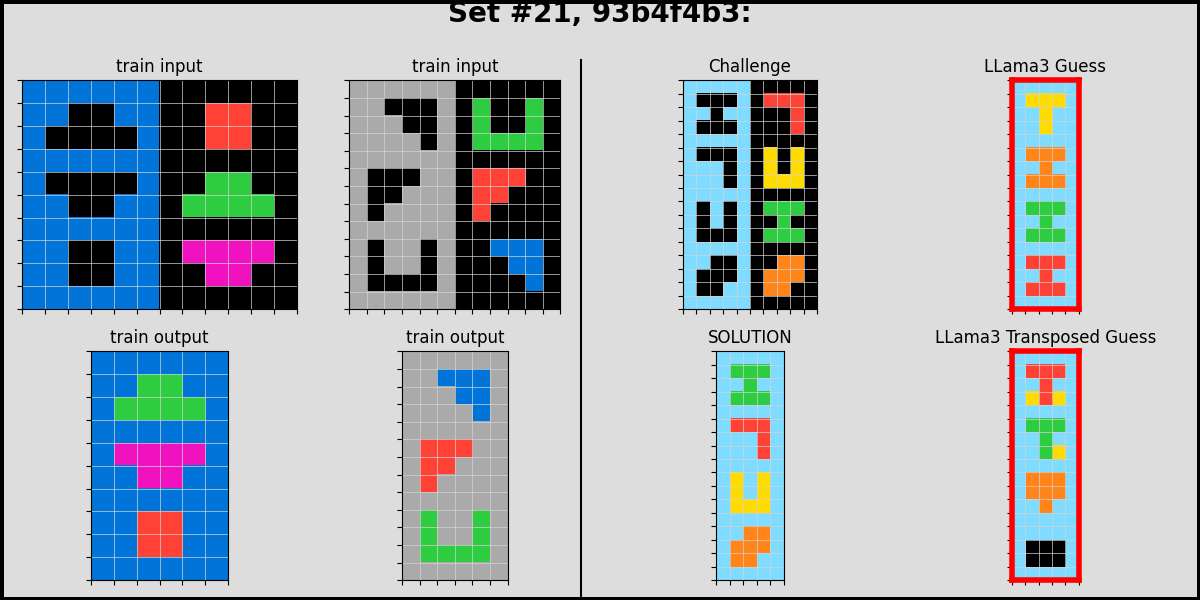 Set #21, 93b4f4b3:
train input
train input
Challenge
LLama3 Guess
train output
train output
SOLUTION
LLama3 Transposed Guess